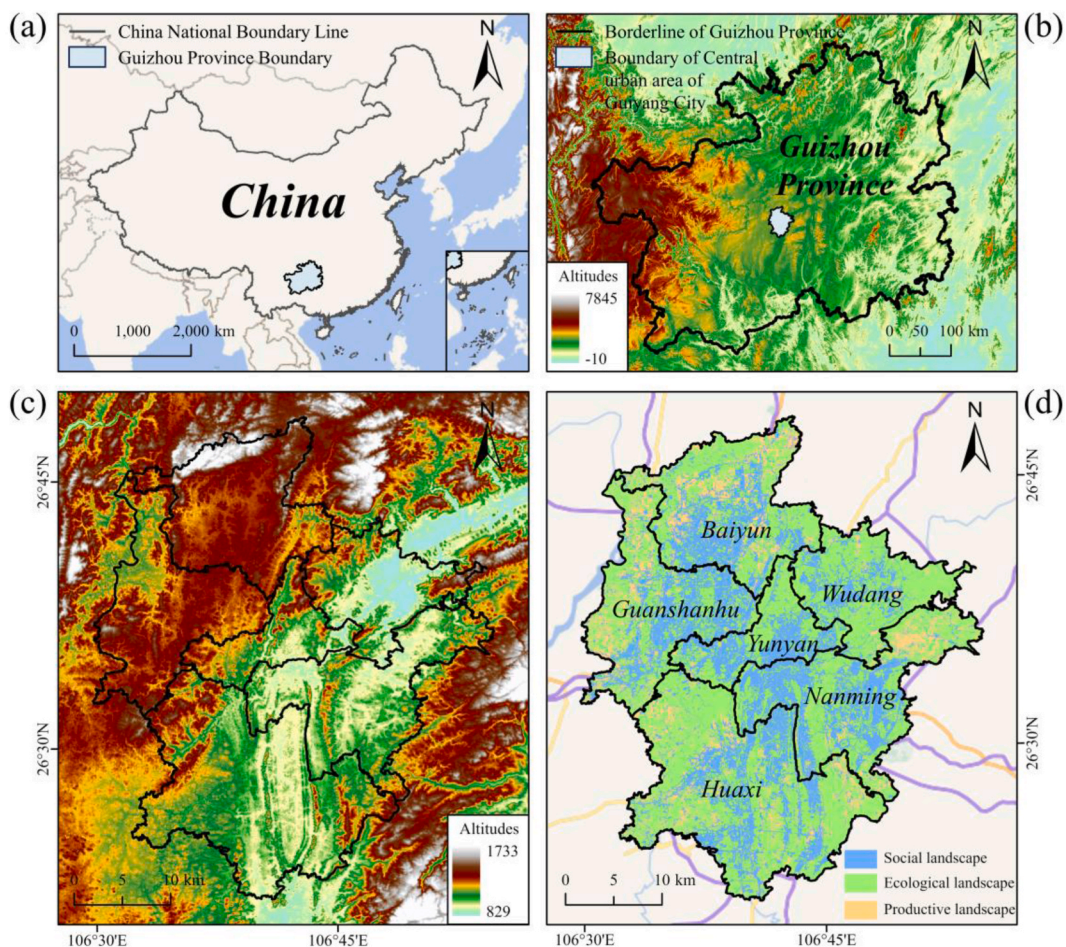 (a)
China National Boundary Line
Guizhou Province Boundary
N
China
0 1,000 2,000 km
(b)
Borderline of Guizhou Province
Boundary of Central
urban area of
Guiyang City
N
Guizhou
Province
Altitudes
7845
-10
0 50 100 km
(c)
N
26°45'N
26°30'N
Altitudes
1733
829
0 5 10 km
106°30'E 106°45'E
(d)
N
26°45'N
26°30'N
Baiyun
Wudang
Guanshanhu
Yunyan
Nanming
Huaxi
Social landscape
Ecological landscape
Productive landscape
0 5 10 km
106°30'E 106°45'E